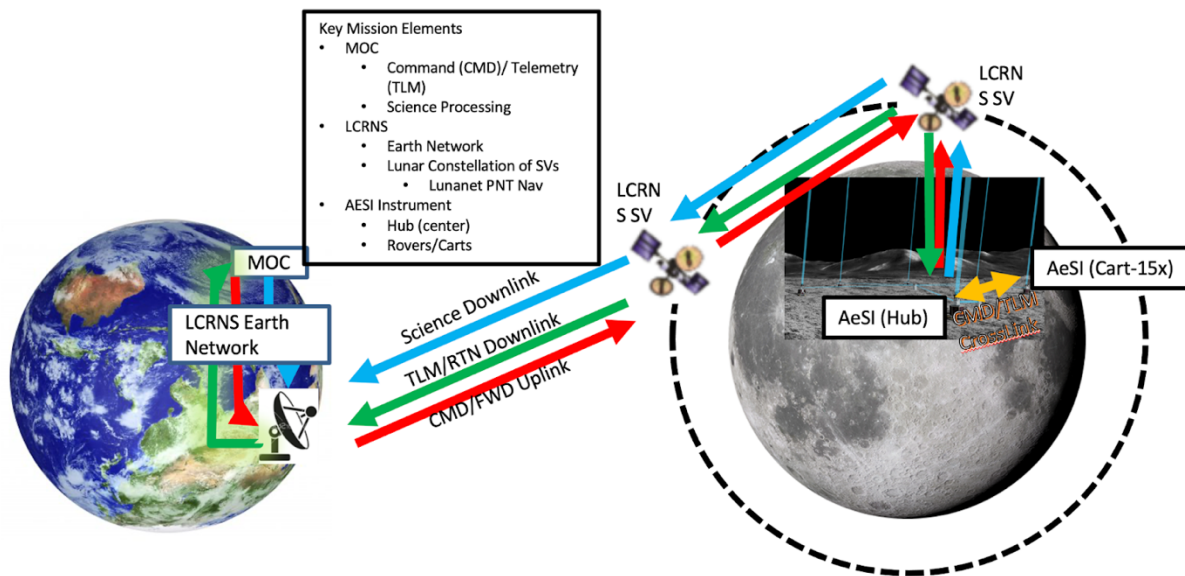 Key Mission Elements
• MOC
• Command (CMD)/ Telemetry
(TLM)
• Science Processing
• LCRNS
• Earth Network
• Lunar Constellation of SVs
• Lunanet PNT Nav
• AESI Instrument
• Hub (center)
• Rovers/Carts
LCRN
S SV
LCRN
S SV
MOC
LCRNS Earth
Network
Science Downlink
TLM/RTN Downlink
CMD/FWD Uplink
AeSI (Cart-15x)
AeSI (Hub)
CMD/TLM
CrossLink